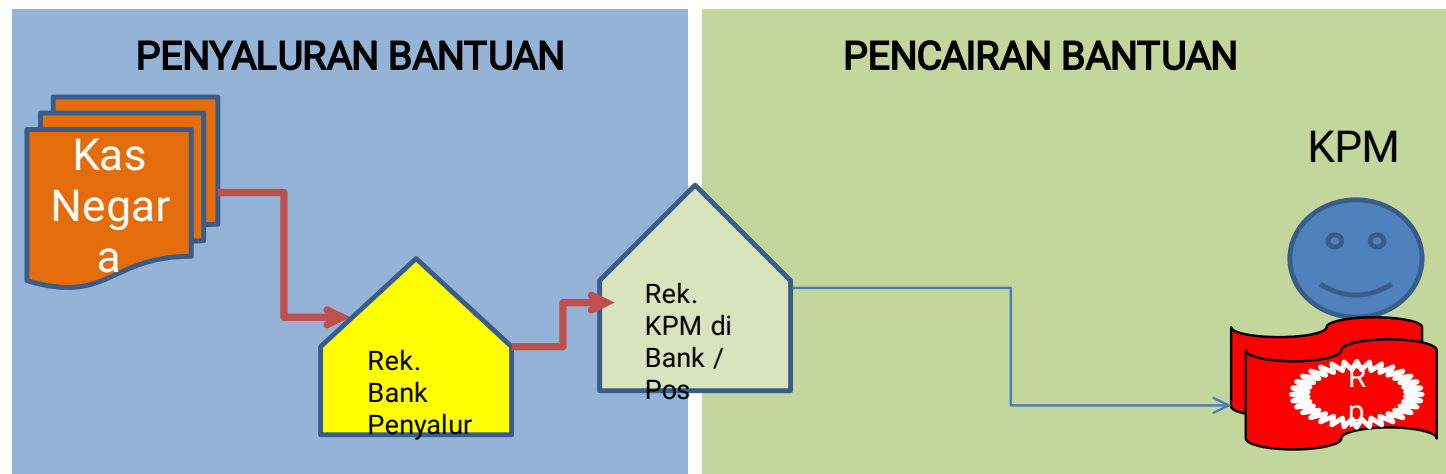 PENYALURAN BANTUAN
PENCAIRAN BANTUAN
Kas
Negar
a
KPM
Rek.
Bank
Penyalur
Rek.
KPM di
Bank /
Pos
R
p